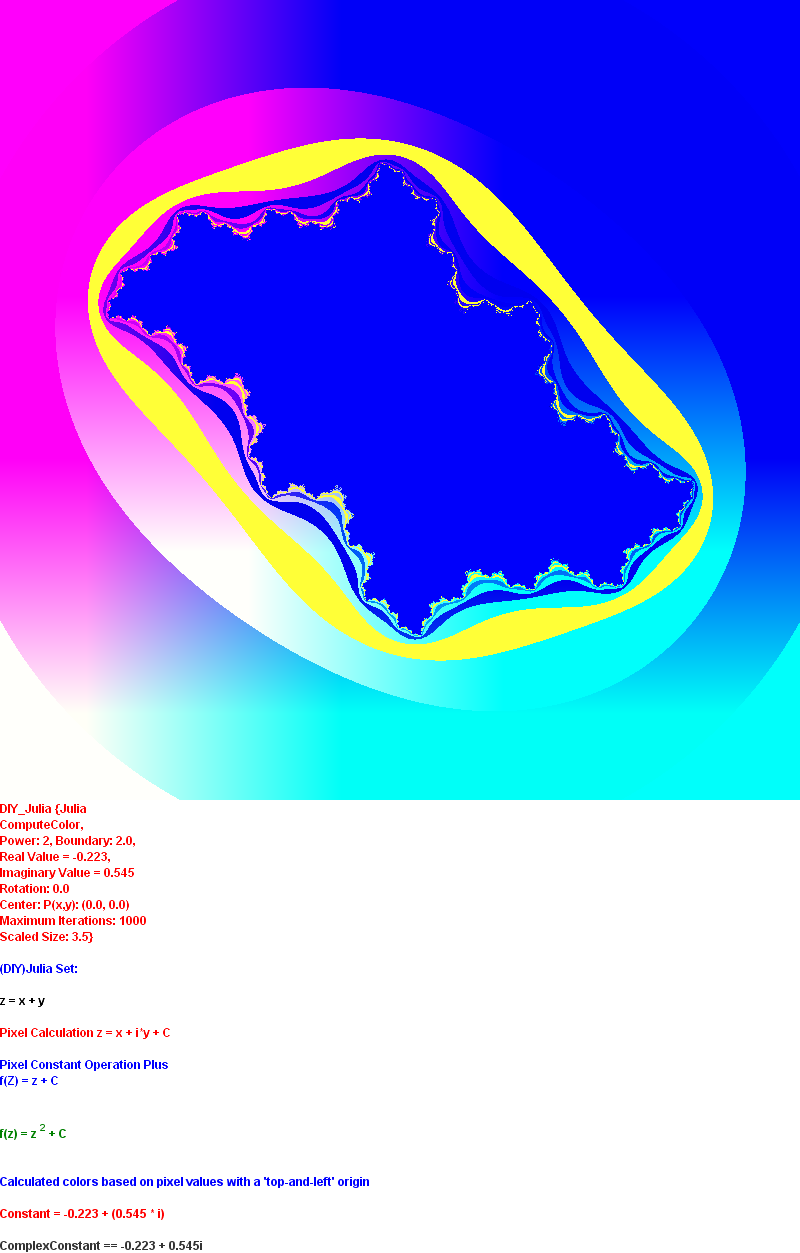 DIY_Julia {Julia
ComputeColor,
Power: 2, Boundary: 2.0,
Real Value = -0.223,
Imaginary Value = 0.545
Rotation: 0.0
Center: P(x,y): (0.0, 0.0)
Maximum Iterations: 1000
Scaled Size: 3.5}
(DIY)Julia Set:
z = x + y
Pixel Calculation z = x + i*y + C
Pixel Constant Operation Plus
f(Z) = z + C
f(z) = z 2 + C
Calculated colors based on pixel values with a 'top-and-left' origin
Constant = -0.223 + (0.545 * i)
ComplexConstant == -0.223 + 0.545i